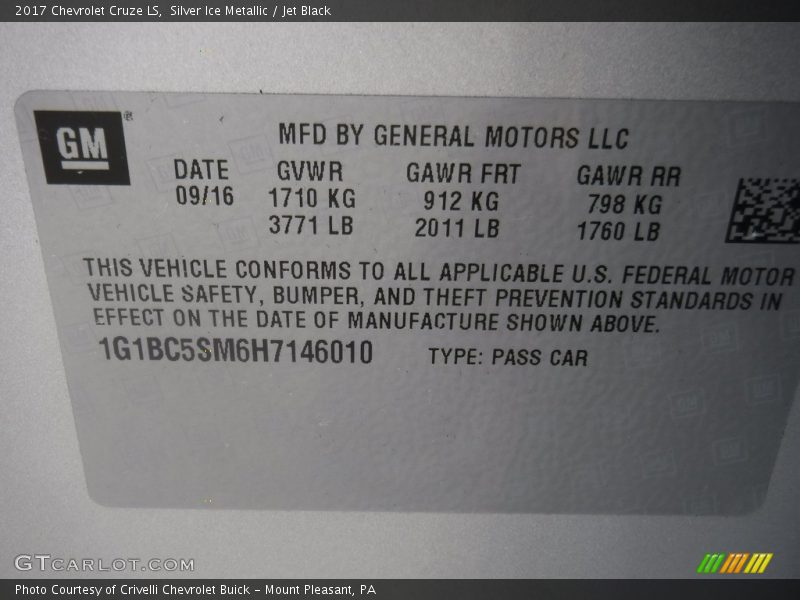 2017 Chevrolet Cruze LS, Silver Ice Metallic / Jet Black
GM ®
MFD BY GENERAL MOTORS LLC
DATE GVWR GAWR FRT GAWR RR
09/16 1710 KG 912 KG 798 KG
3771 LB 2011 LB 1760 LB
THIS VEHICLE CONFORMS TO ALL APPLICABLE U.S. FEDERAL MOTOR
VEHICLE SAFETY, BUMPER, AND THEFT PREVENTION STANDARDS IN
EFFECT ON THE DATE OF MANUFACTURE SHOWN ABOVE.
1G1BC5SM6H7146010 TYPE: PASS CAR
GTCARLOT.COM
Photo Courtesy of Crivelli Chevrolet Buick – Mount Pleasant, PA